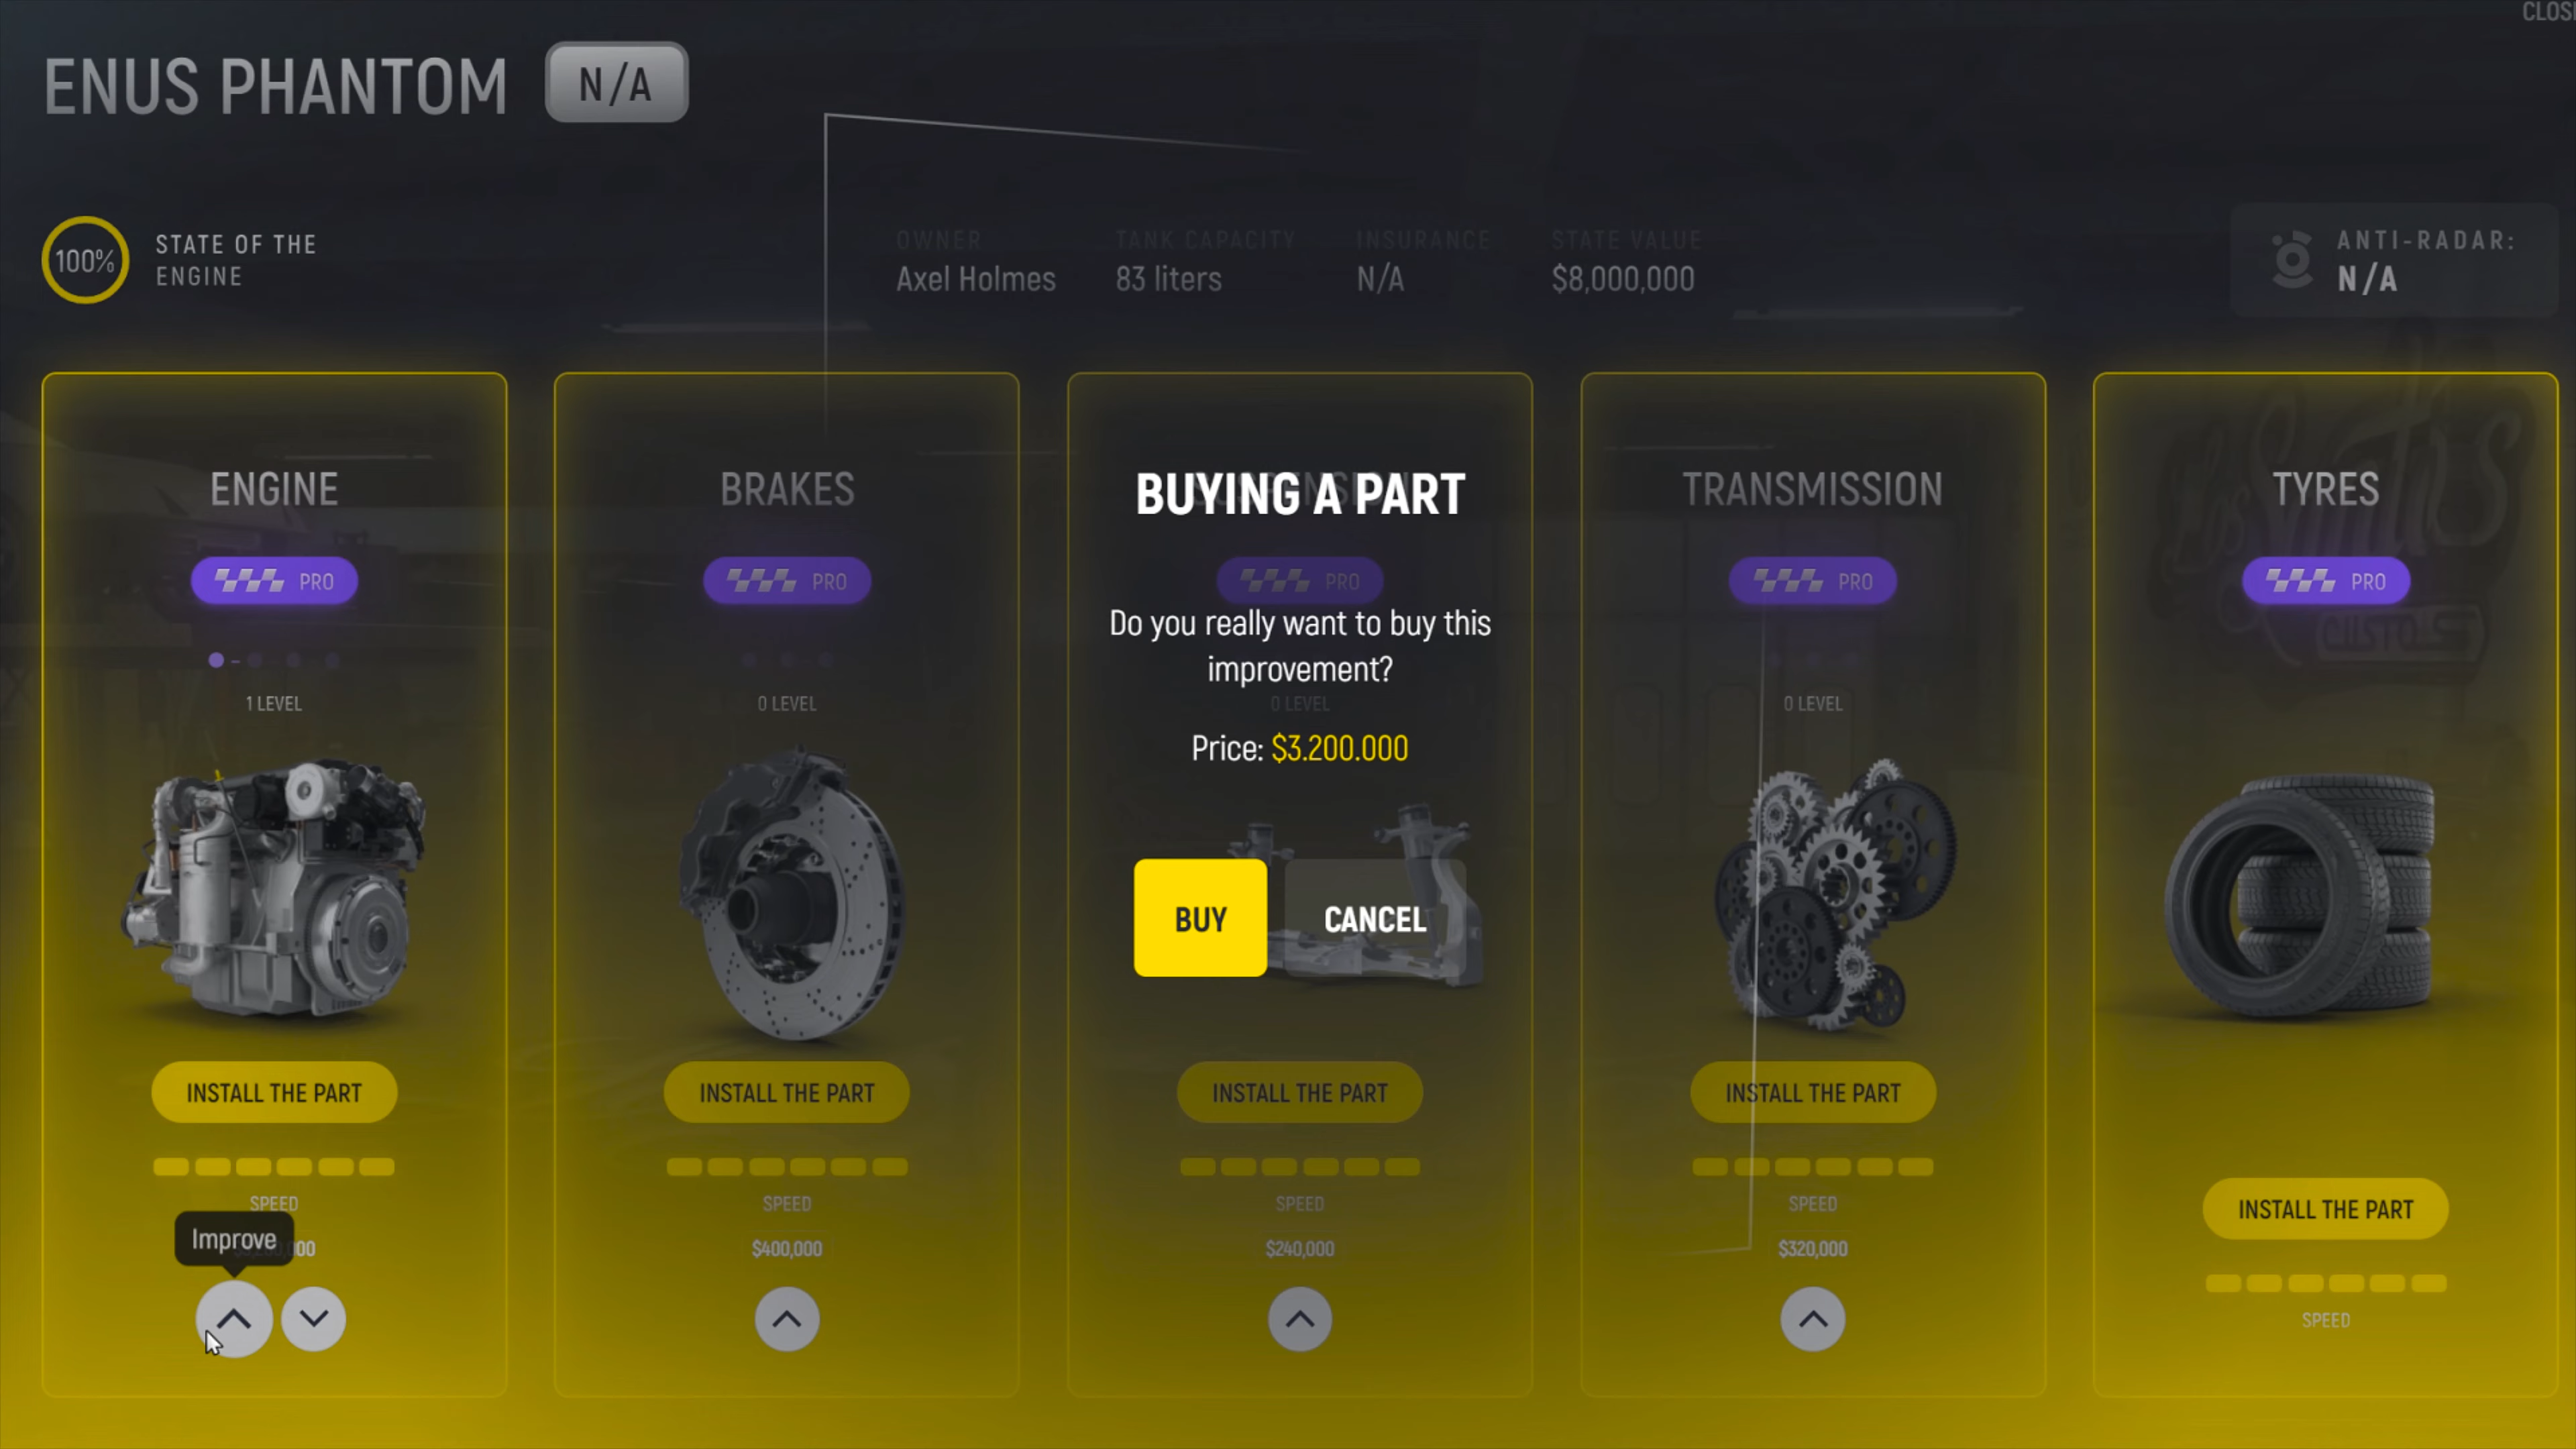 CLOS
ENUS PHANTOM N/A
100% STATE OF THE
ENGINE
OWNER TANK CAPACITY INSURANCE STATE VALUE
Axel Holmes 83 liters N/A $8,000,000
ANTI-RADAR:
N/A
ENGINE
PRO
1 LEVEL
INSTALL THE PART
SPEED
Improve
BRAKES
PRO
0 LEVEL
INSTALL THE PART
SPEED
$400,000
BUYING A PART
PRO
Do you really want to buy this
improvement?
0 LEVEL
Price: $3.200.000
BUY CANCEL
INSTALL THE PART
SPEED
$240,000
TRANSMISSION
PRO
0 LEVEL
INSTALL THE PART
SPEED
$320,000
TYRES
PRO
INSTALL THE PART
SPEED